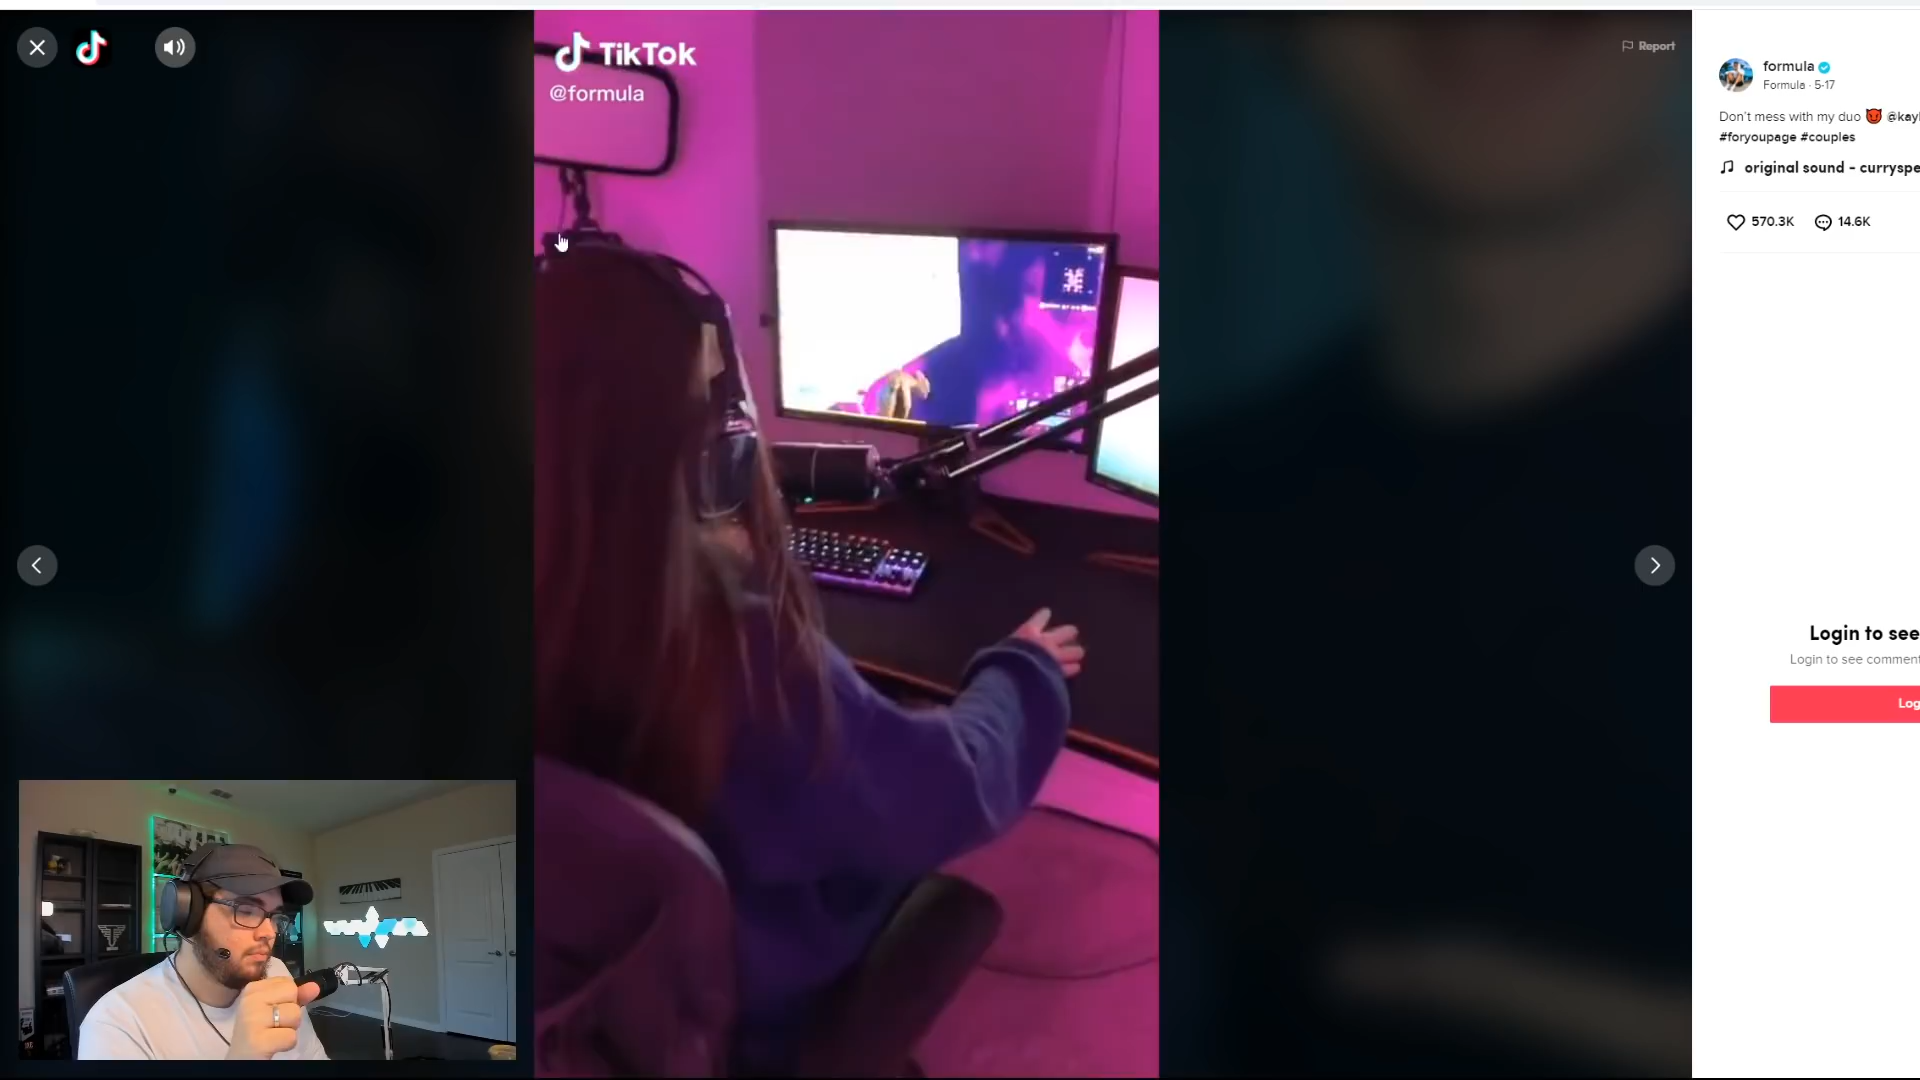 TikTok
@formula
Report
formula
Formula · 5-17
Don't mess with my duo 😈 @kayl
#foryoupage #couples
original sound - curryspe
570.3K
14.6K
Login to see
Login to see comment
Log